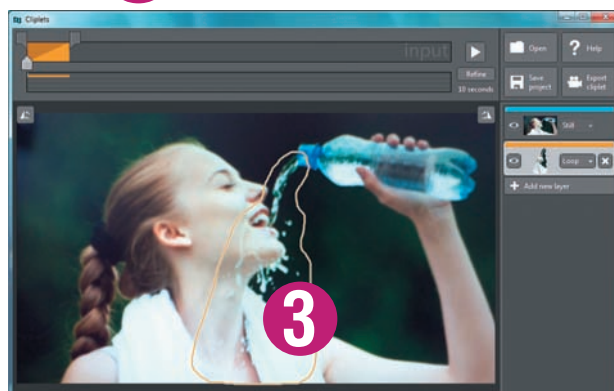 Cliplets
input
Open
Help
Refine
10 seconds
Save project
Export cliplet
Still
Loop
Add new layer
3